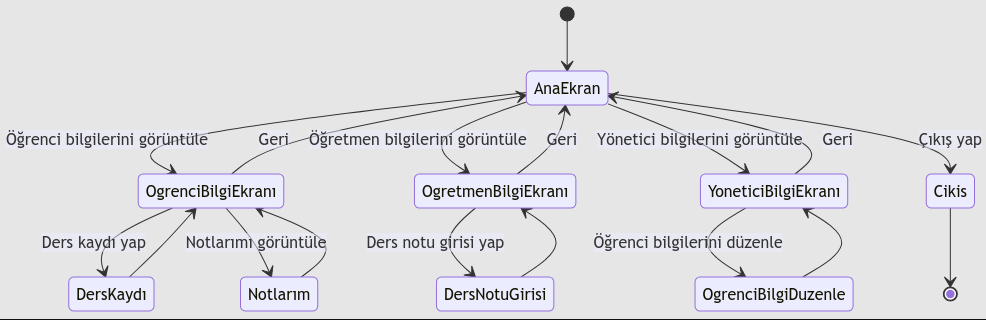 AnaEkran
Öğrenci bilgilerini görüntüle
Geri
Öğretmen bilgilerini görüntüle
Geri
Yönetici bilgilerini görüntüle
Geri
Çıkış yap
OgrenciBilgiEkranı
OgretmenBilgiEkranı
YoneticiBilgiEkranı
Cikis
Ders kaydı yap
Notlarımı görüntüle
Ders notu girisi yap
Öğrenci bilgilerini düzenle
DersKaydı
Notlarım
DersNotuGirisi
OgrenciBilgiDuzenle